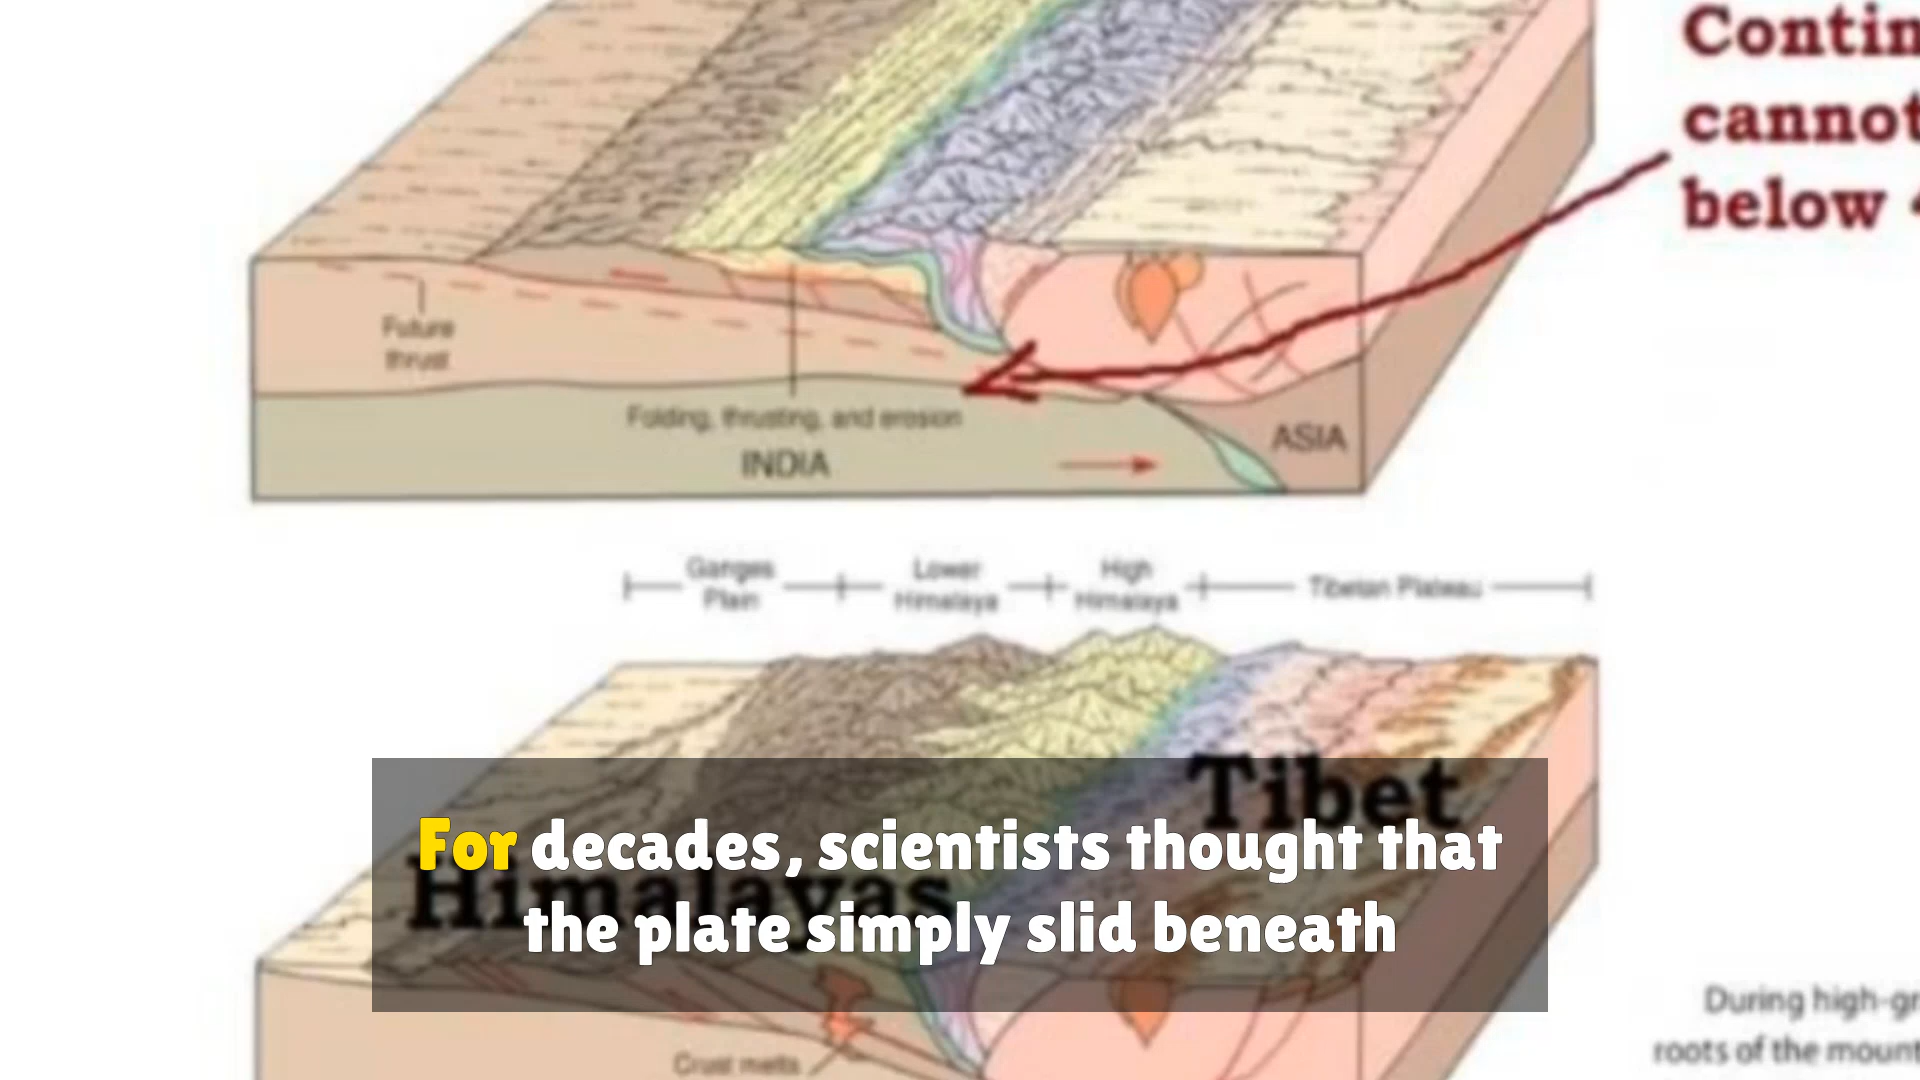 Contin
cannot
below
Future
thrust
Folding, thrusting, and erosion
INDIA
ASIA
Ganges
Plain
Lower
Himalaya
High
Himalaya
Tibetan Plateau
Tibet
Himalayas
For decades, scientists thought that
the plate simply slid beneath
Crust melts
During high-gr
roots of the mount